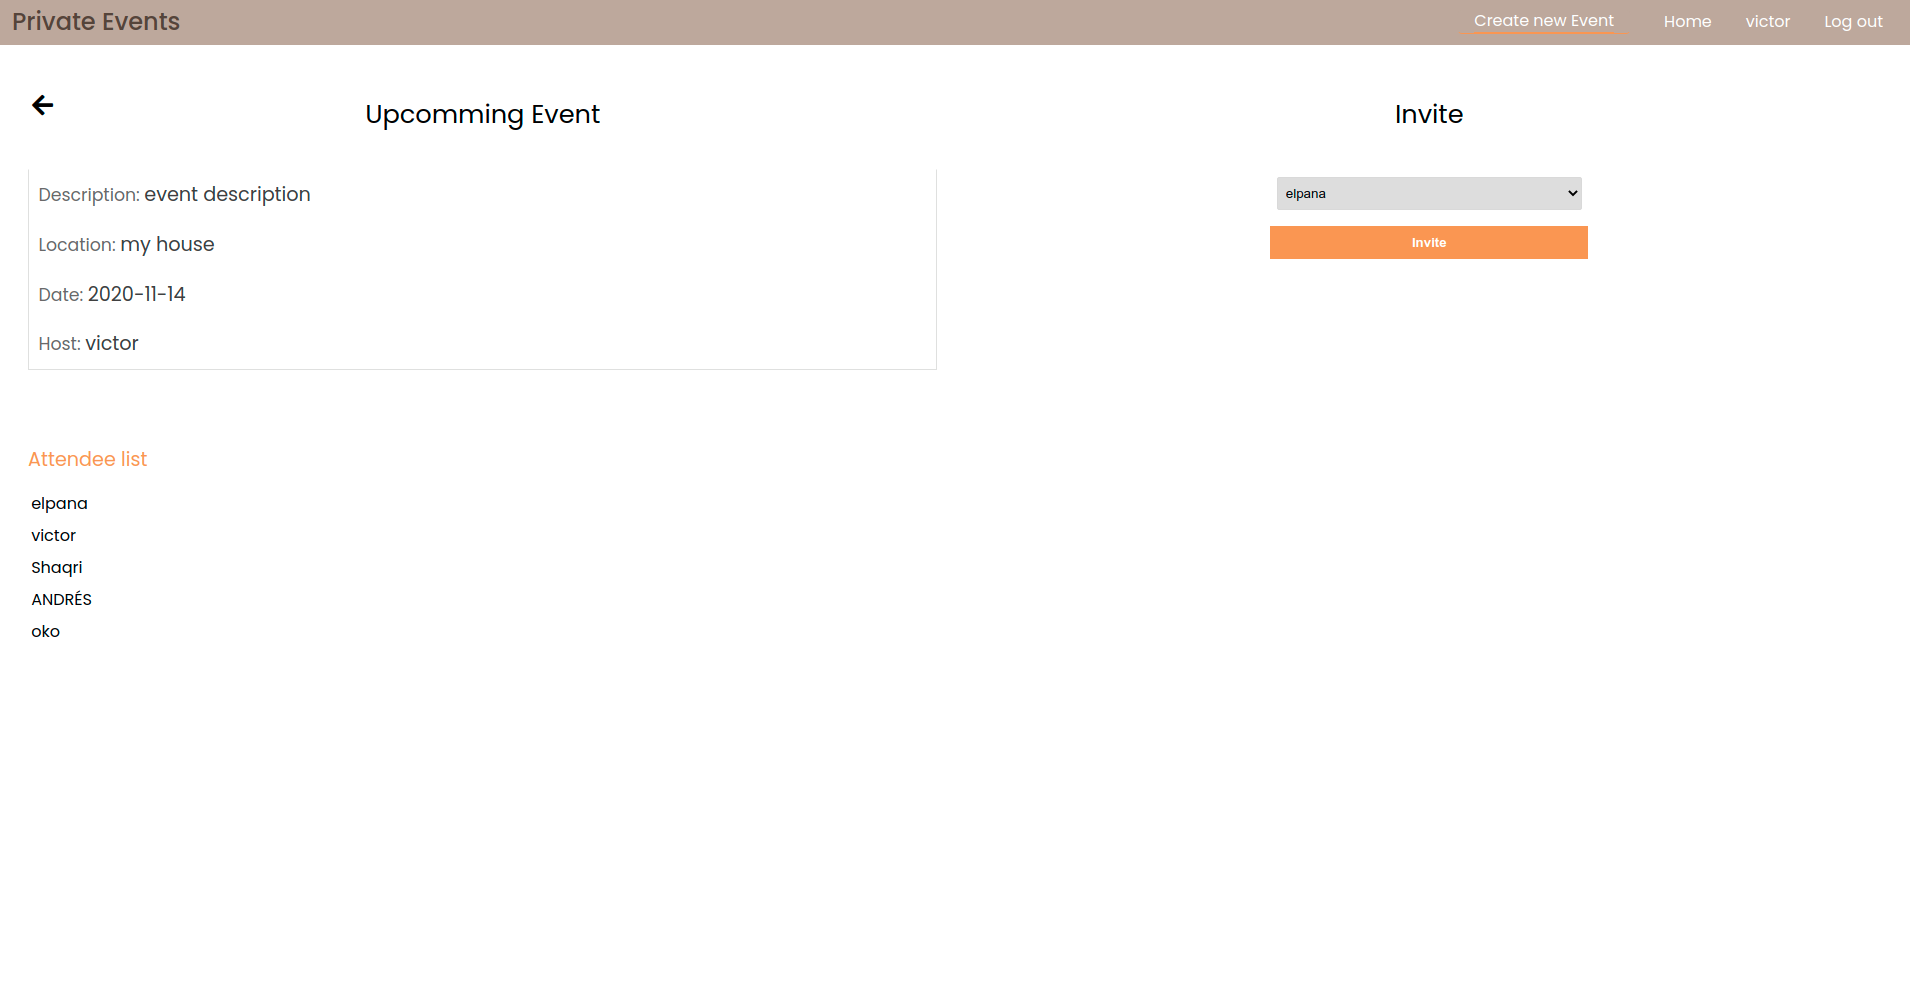 Private Events
Create new Event Home victor Log out
Upcomming Event
Description: event description
Location: my house
Date: 2020-11-14
Host: victor
Attendee list
elpana
victor
Shaqri
ANDRÉS
oko
Invite
elpana
Invite